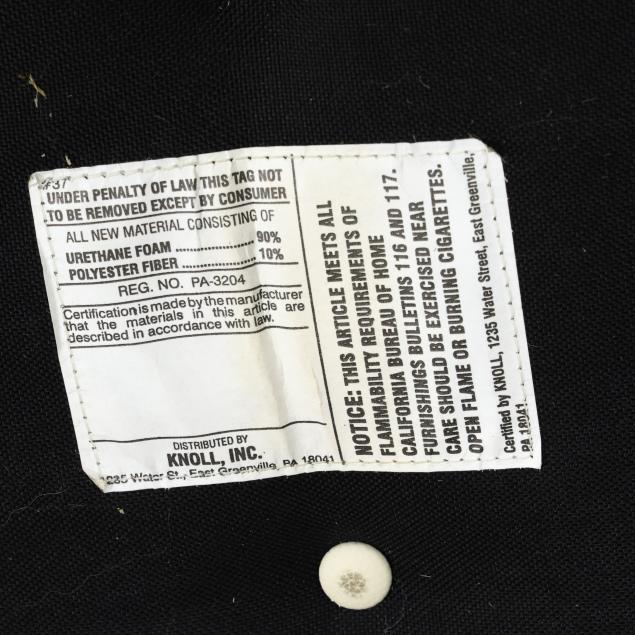 #37
UNDER PENALTY OF LAW THIS TAG NOT
TO BE REMOVED EXCEPT BY CONSUMER
ALL NEW MATERIAL CONSISTING OF
URETHANE FOAM .......................... 90%
POLYESTER FIBER .......................... 10%
REG. NO. PA-3204
Certification is made by the manufacturer
that the materials in this article are
described in accordance with law.
DISTRIBUTED BY
KNOLL, INC.
1235 Water St., East Greenville, PA 18041
NOTICE: THIS ARTICLE MEETS ALL
FLAMMABILITY REQUIREMENTS OF
CALIFORNIA BUREAU OF HOME
FURNISHINGS BULLETINS 116 AND 117.
CARE SHOULD BE EXERCISED NEAR
OPEN FLAME OR BURNING CIGARETTES.
Certified by KNOLL, 1235 Water Street, East Greenville,
PA 18041